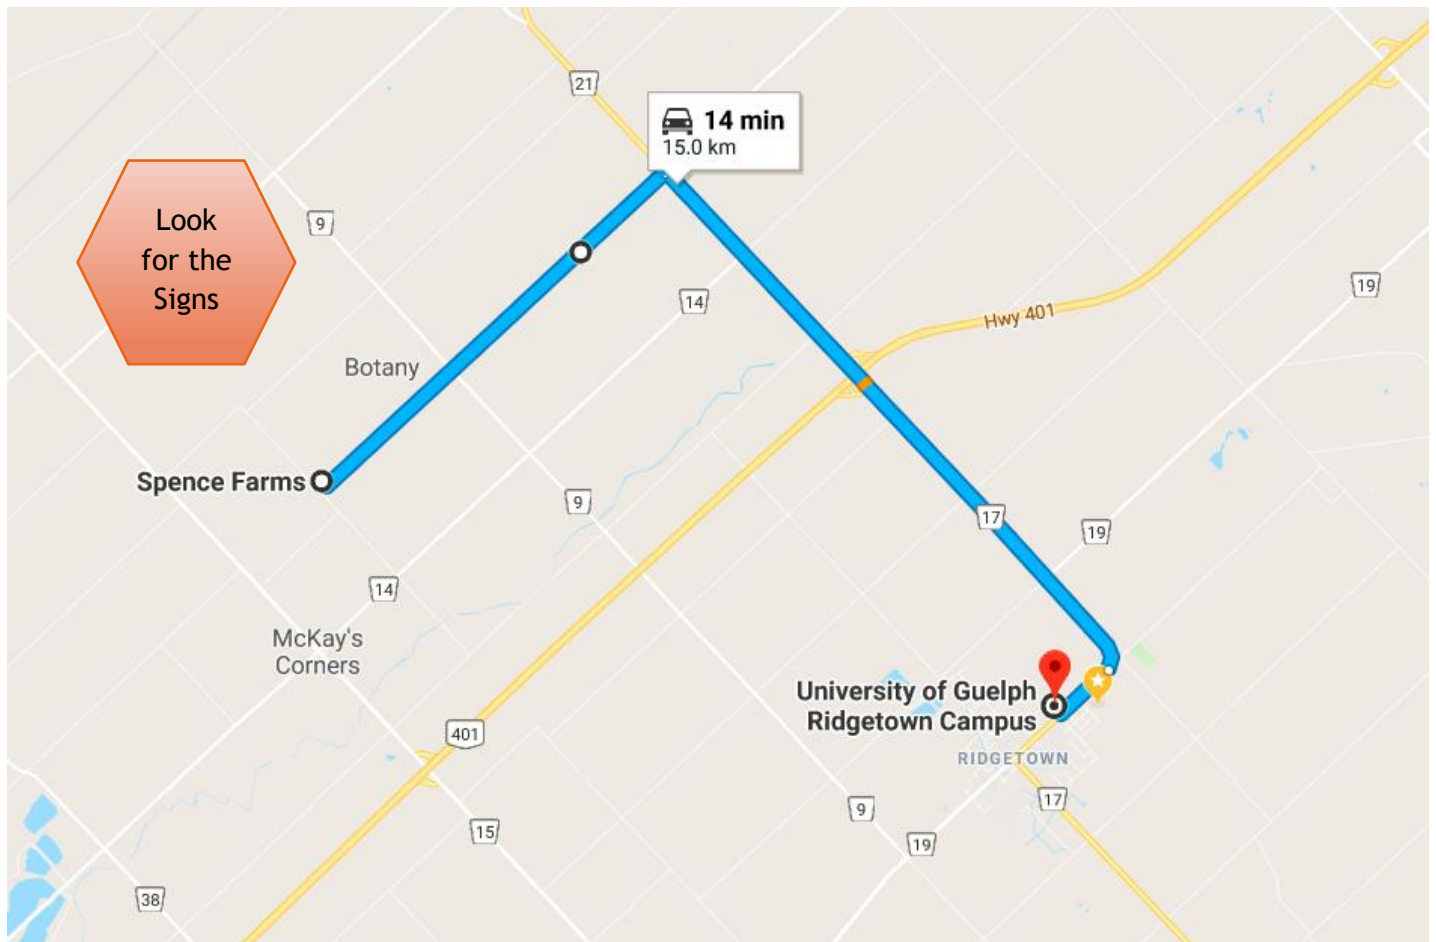 21
14 min
15.0 km
Look
for the
Signs
9
19
14
Hwy 401
Botany
Spence Farms
9
17
19
14
McKay's
Corners
University of Guelph
Ridgetown Campus
401
RIDGETOWN
17
9
15
19
38